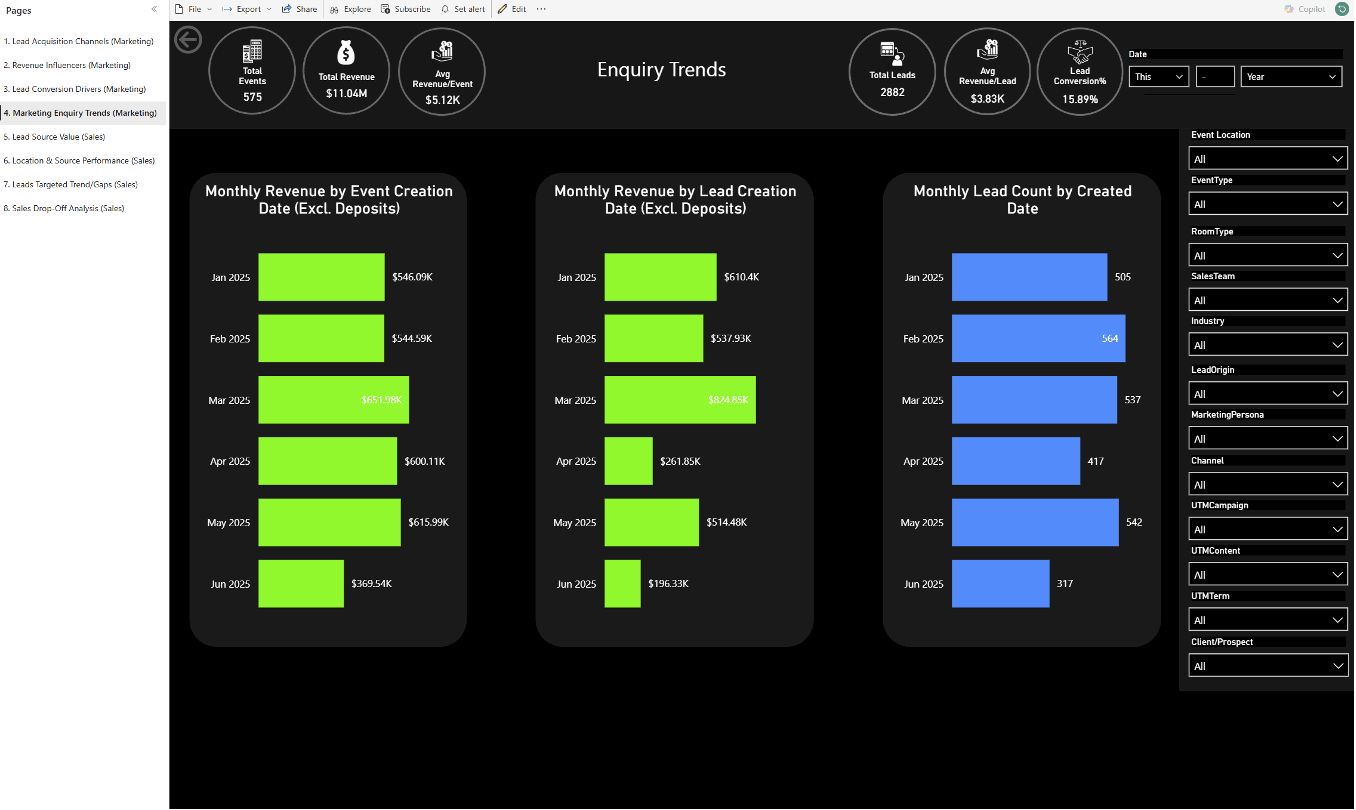 Pages
1. Lead Acquisition Channels (Marketing)
2. Revenue Influencers (Marketing)
3. Lead Conversion Drivers (Marketing)
4. Marketing Enquiry Trends (Marketing)
5. Lead Source Value (Sales)
6. Location & Source Performance (Sales)
7. Leads Targeted Trend/Gaps (Sales)
8. Sales Drop-Off Analysis (Sales)
File
Export
Share
Explore
Subscribe
Set alert
Edit
Copilot
Total
Events
575
Total Revenue
$11.04M
Avg
Revenue/Event
$5.12K
Enquiry Trends
Total Leads
2882
Avg
Revenue/Lead
$3.83K
Lead
Conversion%
15.89%
Date
This
-
Year
Monthly Revenue by Event Creation
Date (Excl. Deposits)
Jan 2025 $546.09K
Feb 2025 $544.59K
Mar 2025 $651.98K
Apr 2025 $600.11K
May 2025 $615.99K
Jun 2025 $369.54K
Monthly Revenue by Lead Creation
Date (Excl. Deposits)
Jan 2025 $610.4K
Feb 2025 $537.93K
Mar 2025 $824.85K
Apr 2025 $261.85K
May 2025 $514.48K
Jun 2025 $196.33K
Monthly Lead Count by Created
Date
Jan 2025 505
Feb 2025 564
Mar 2025 537
Apr 2025 417
May 2025 542
Jun 2025 317
Event Location
All
EventType
All
RoomType
All
SalesTeam
All
Industry
All
LeadOrigin
All
MarketingPersona
All
Channel
All
UTMCampaign
All
UTMContent
All
UTMTerm
All
Client/Prospect
All